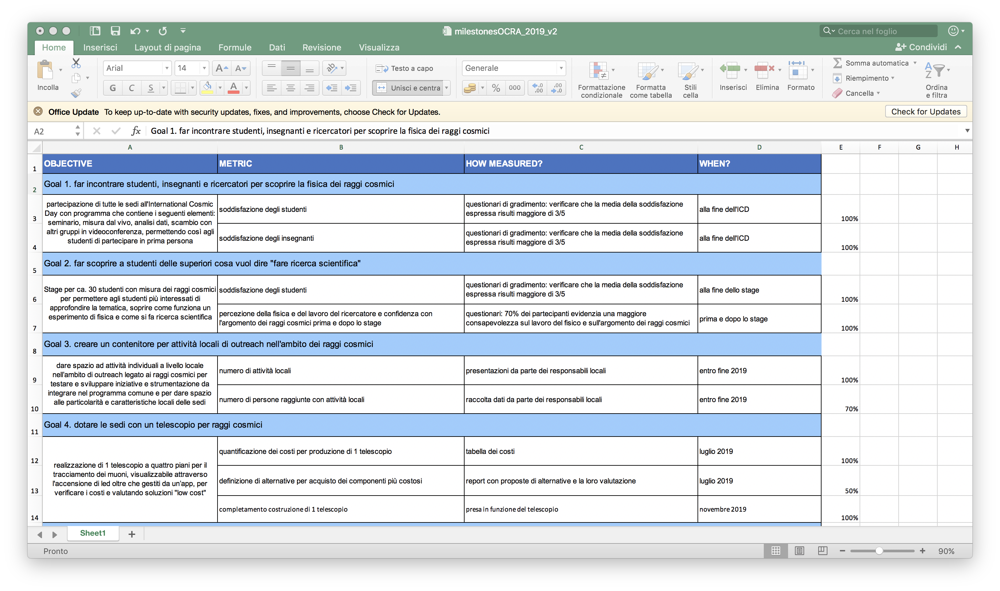 milestonesOCRA_2019_v2
Cerca nel foglio
Home Inserisci Layout di pagina Formule Dati Revisione Visualizza
Condividi
Incolla
Arial 14
G C S
Testo a capo
Unisci e centra
Generale
% 000
Formattazione condizionale
Formatta come tabella
Stili cella
Inserisci Elimina Formato
Somma automatica
Riempimento
Cancella
Ordina e filtra
Office Update To keep up-to-date with security updates, fixes, and improvements, choose Check for Updates.
Check for Updates
A2 fx Goal 1. far incontrare studenti, insegnanti e ricercatori per scoprire la fisica dei raggi cosmici
A B C D E F G H
1 OBJECTIVE METRIC HOW MEASURED? WHEN?
2 Goal 1. far incontrare studenti, insegnanti e ricercatori per scoprire la fisica dei raggi cosmici
partecipazione di tutte le sedi all'International Cosmic
Day con programma che contiene i seguenti elementi:
seminario, misura dal vivo, analisi dati, scambio con
altri gruppi in videoconferenza, permettendo così agli
studenti di partecipare in prima persona
3 soddisfazione degli studenti
questionari di gradimento: verificare che la media della soddisfazione
espressa risulti maggiore di 3/5
alla fine dell'ICD
100%
4 soddisfazione degli insegnanti
questionari di gradimento: verificare che la media della soddisfazione
espressa risulti maggiore di 3/5
alla fine dell'ICD
100%
5 Goal 2. far scoprire a studenti delle superiori cosa vuol dire "fare ricerca scientifica"
Stage per ca. 30 studenti con misura dei raggi cosmici
per permettere agli studenti più interessati di
approfondire la tematica, soprire come funziona un
esperimento di fisica e come si fa ricerca scientifica
6 soddisfazione degli studenti
questionari di gradimento: verificare che la media della soddisfazione
espressa risulti maggiore di 3/5
alla fine dello stage
100%
7 percezione della fisica e del lavoro del ricercatore e confidenza con
l'argomento dei raggi cosmici prima e dopo lo stage
questionari: 70% dei partecipanti evidenzia una maggiore
consapevolezza sul lavoro del fisico e sull'argomento dei raggi cosmici
prima e dopo lo stage
100%
8 Goal 3. creare un contenitore per attività locali di outreach nell'ambito dei raggi cosmici
dare spazio ad attività individuali a livello locale
nell'ambito di outreach legato ai raggi cosmici per
testare e sviluppare iniziative e strumentazione da
integrare nel programma comune e per dare spazio
alle particolarità e caratteristiche locali delle sedi
9 numero di attività locali
presentazioni da parte dei responsabili locali
entro fine 2019
100%
10 numero di persone raggiunte con attività locali
raccolta dati da parte dei responsabili locali
entro fine 2019
70%
11 Goal 4. dotare le sedi con un telescopio per raggi cosmici
realizzazione di 1 telescopio a quattro piani per il
tracciamento dei muoni, visualizzabile attraverso
l'accensione di led oltre che gestiti da un'app, per
verificare i costi e valutando soluzioni "low cost"
12 quantificazione dei costi per produzione di 1 telescopio
tabella dei costi
luglio 2019
100%
13 definizione di alternative per acquisto dei componenti più costosi
report con proposte di alternative e la loro valutazione
luglio 2019
50%
14 completamento costruzione di 1 telescopio
presa in funzione del telescopio
novembre 2019
100%
Sheet1 +
Pronto
90%